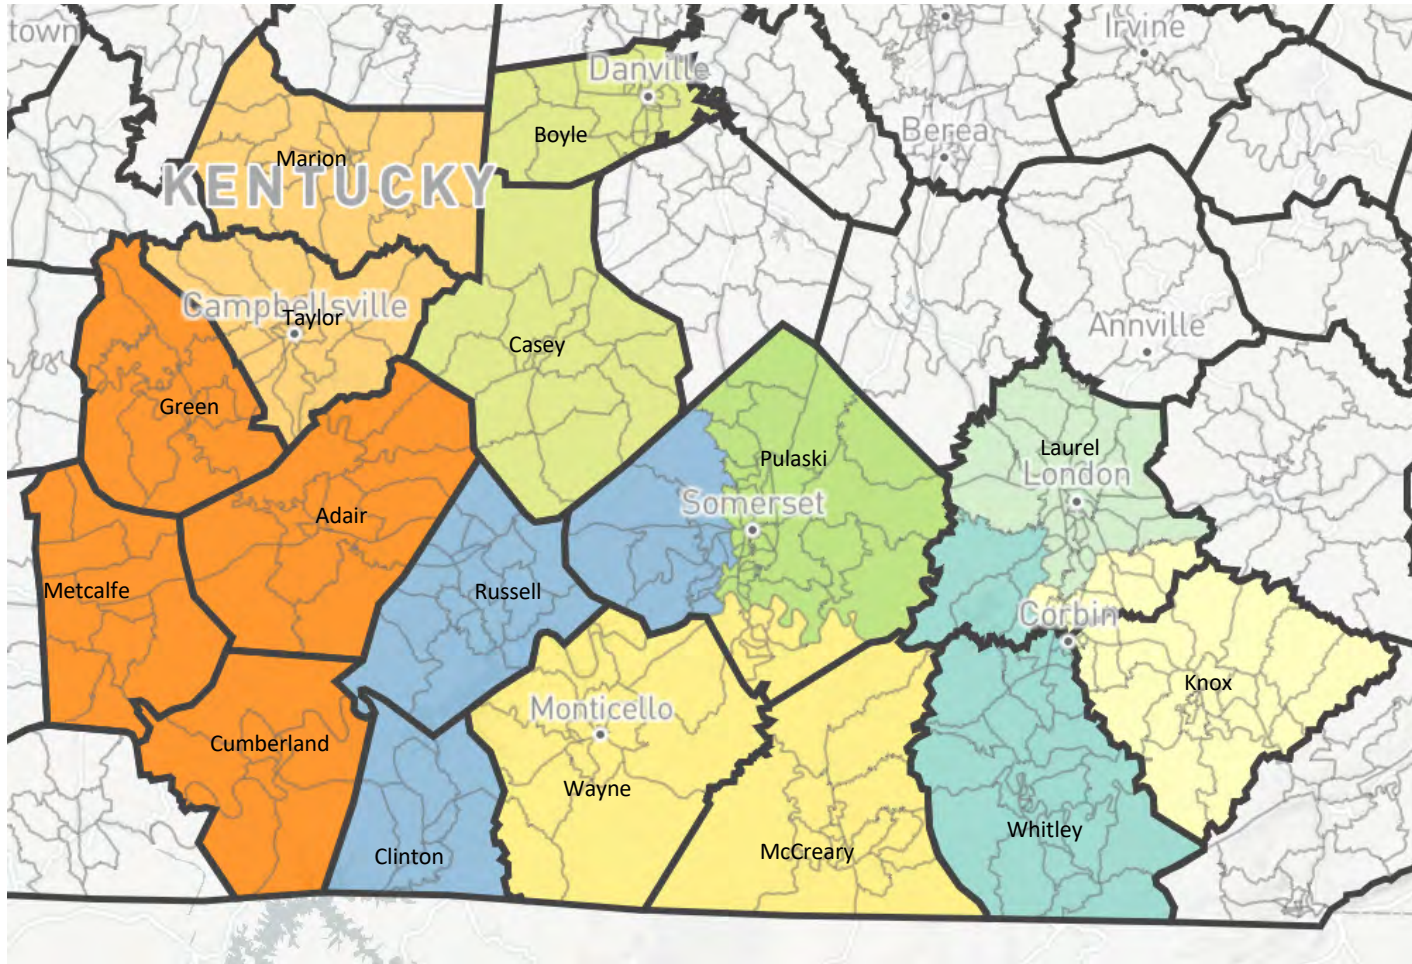 town
Irvine
Danville
Boyle
Berea
Marion
KENTUCKY
Campbellsville
Taylor
Annville
Casey
Green
Laurel
Pulaski
London
Somerset
Adair
Metcalfe
Russell
Corbin
Knox
Monticello
Cumberland
Wayne
Whitley
McCreary
Clinton